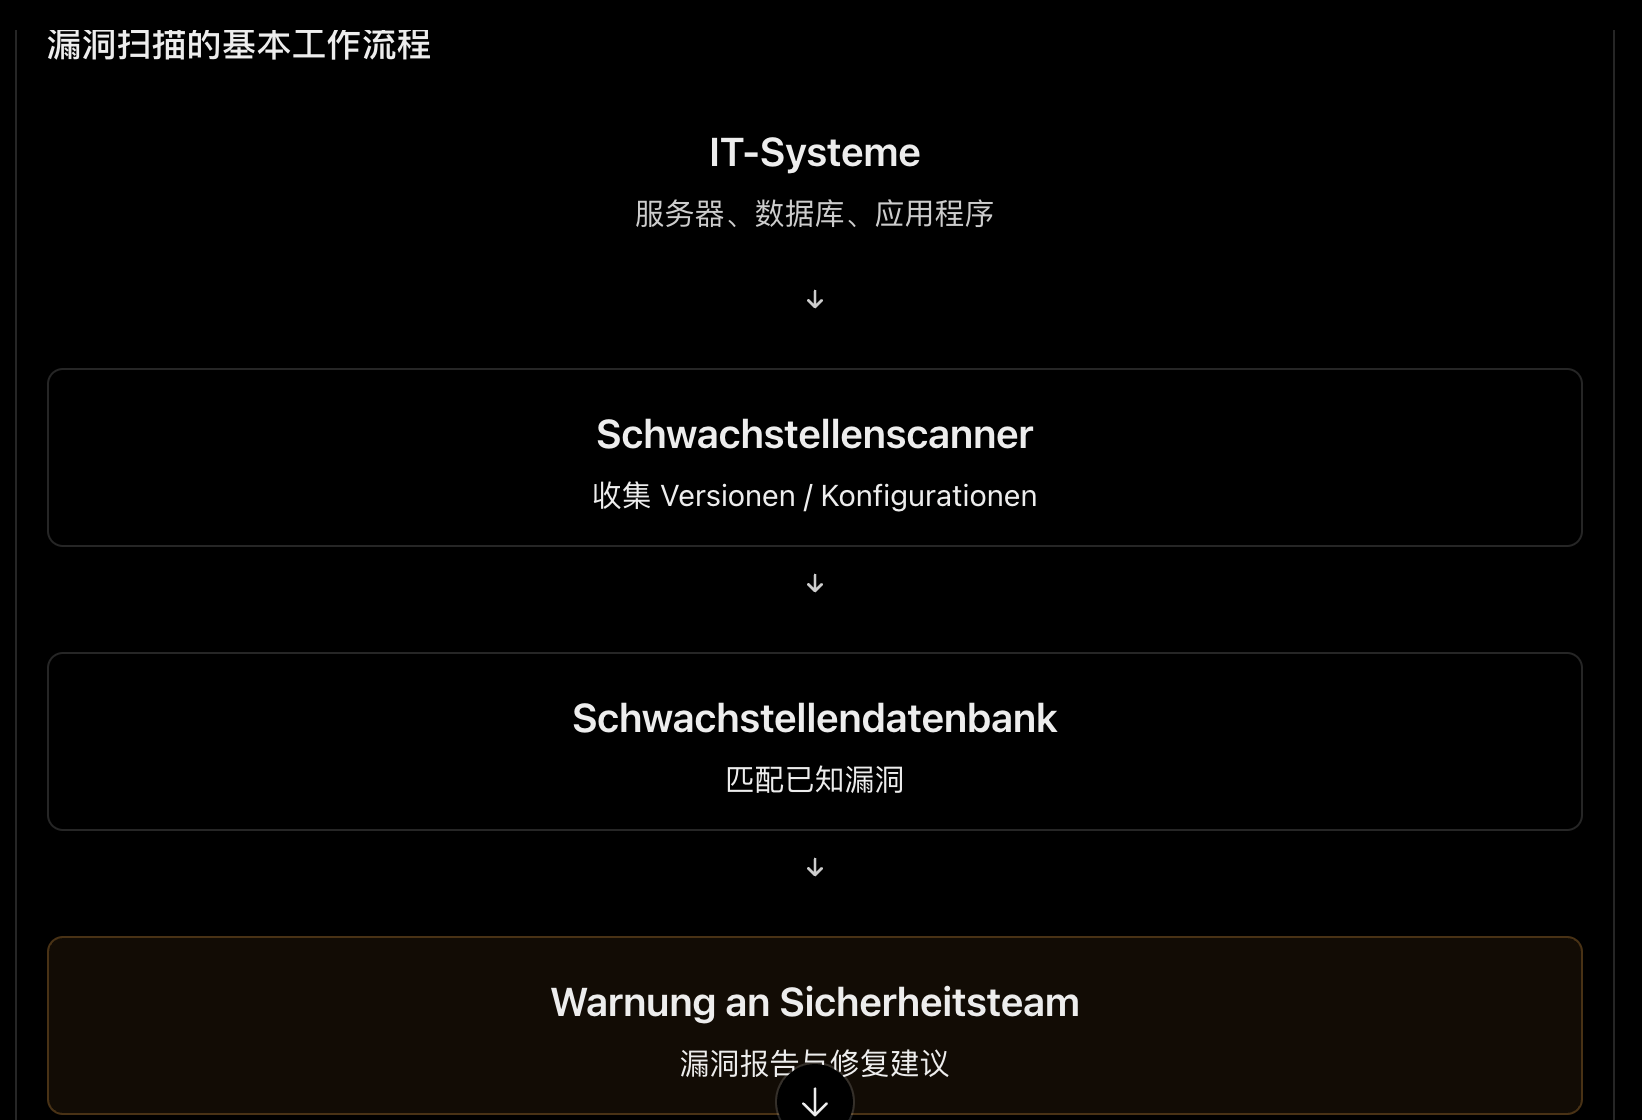 漏洞扫描的基本工作流程
IT-Systeme
服务器、数据库、应用程序
Schwachstellenscanner
收集 Versionen / Konfigurationen
Schwachstellendatenbank
匹配已知漏洞
Warnung an Sicherheitsteam
漏洞报告与修复建议